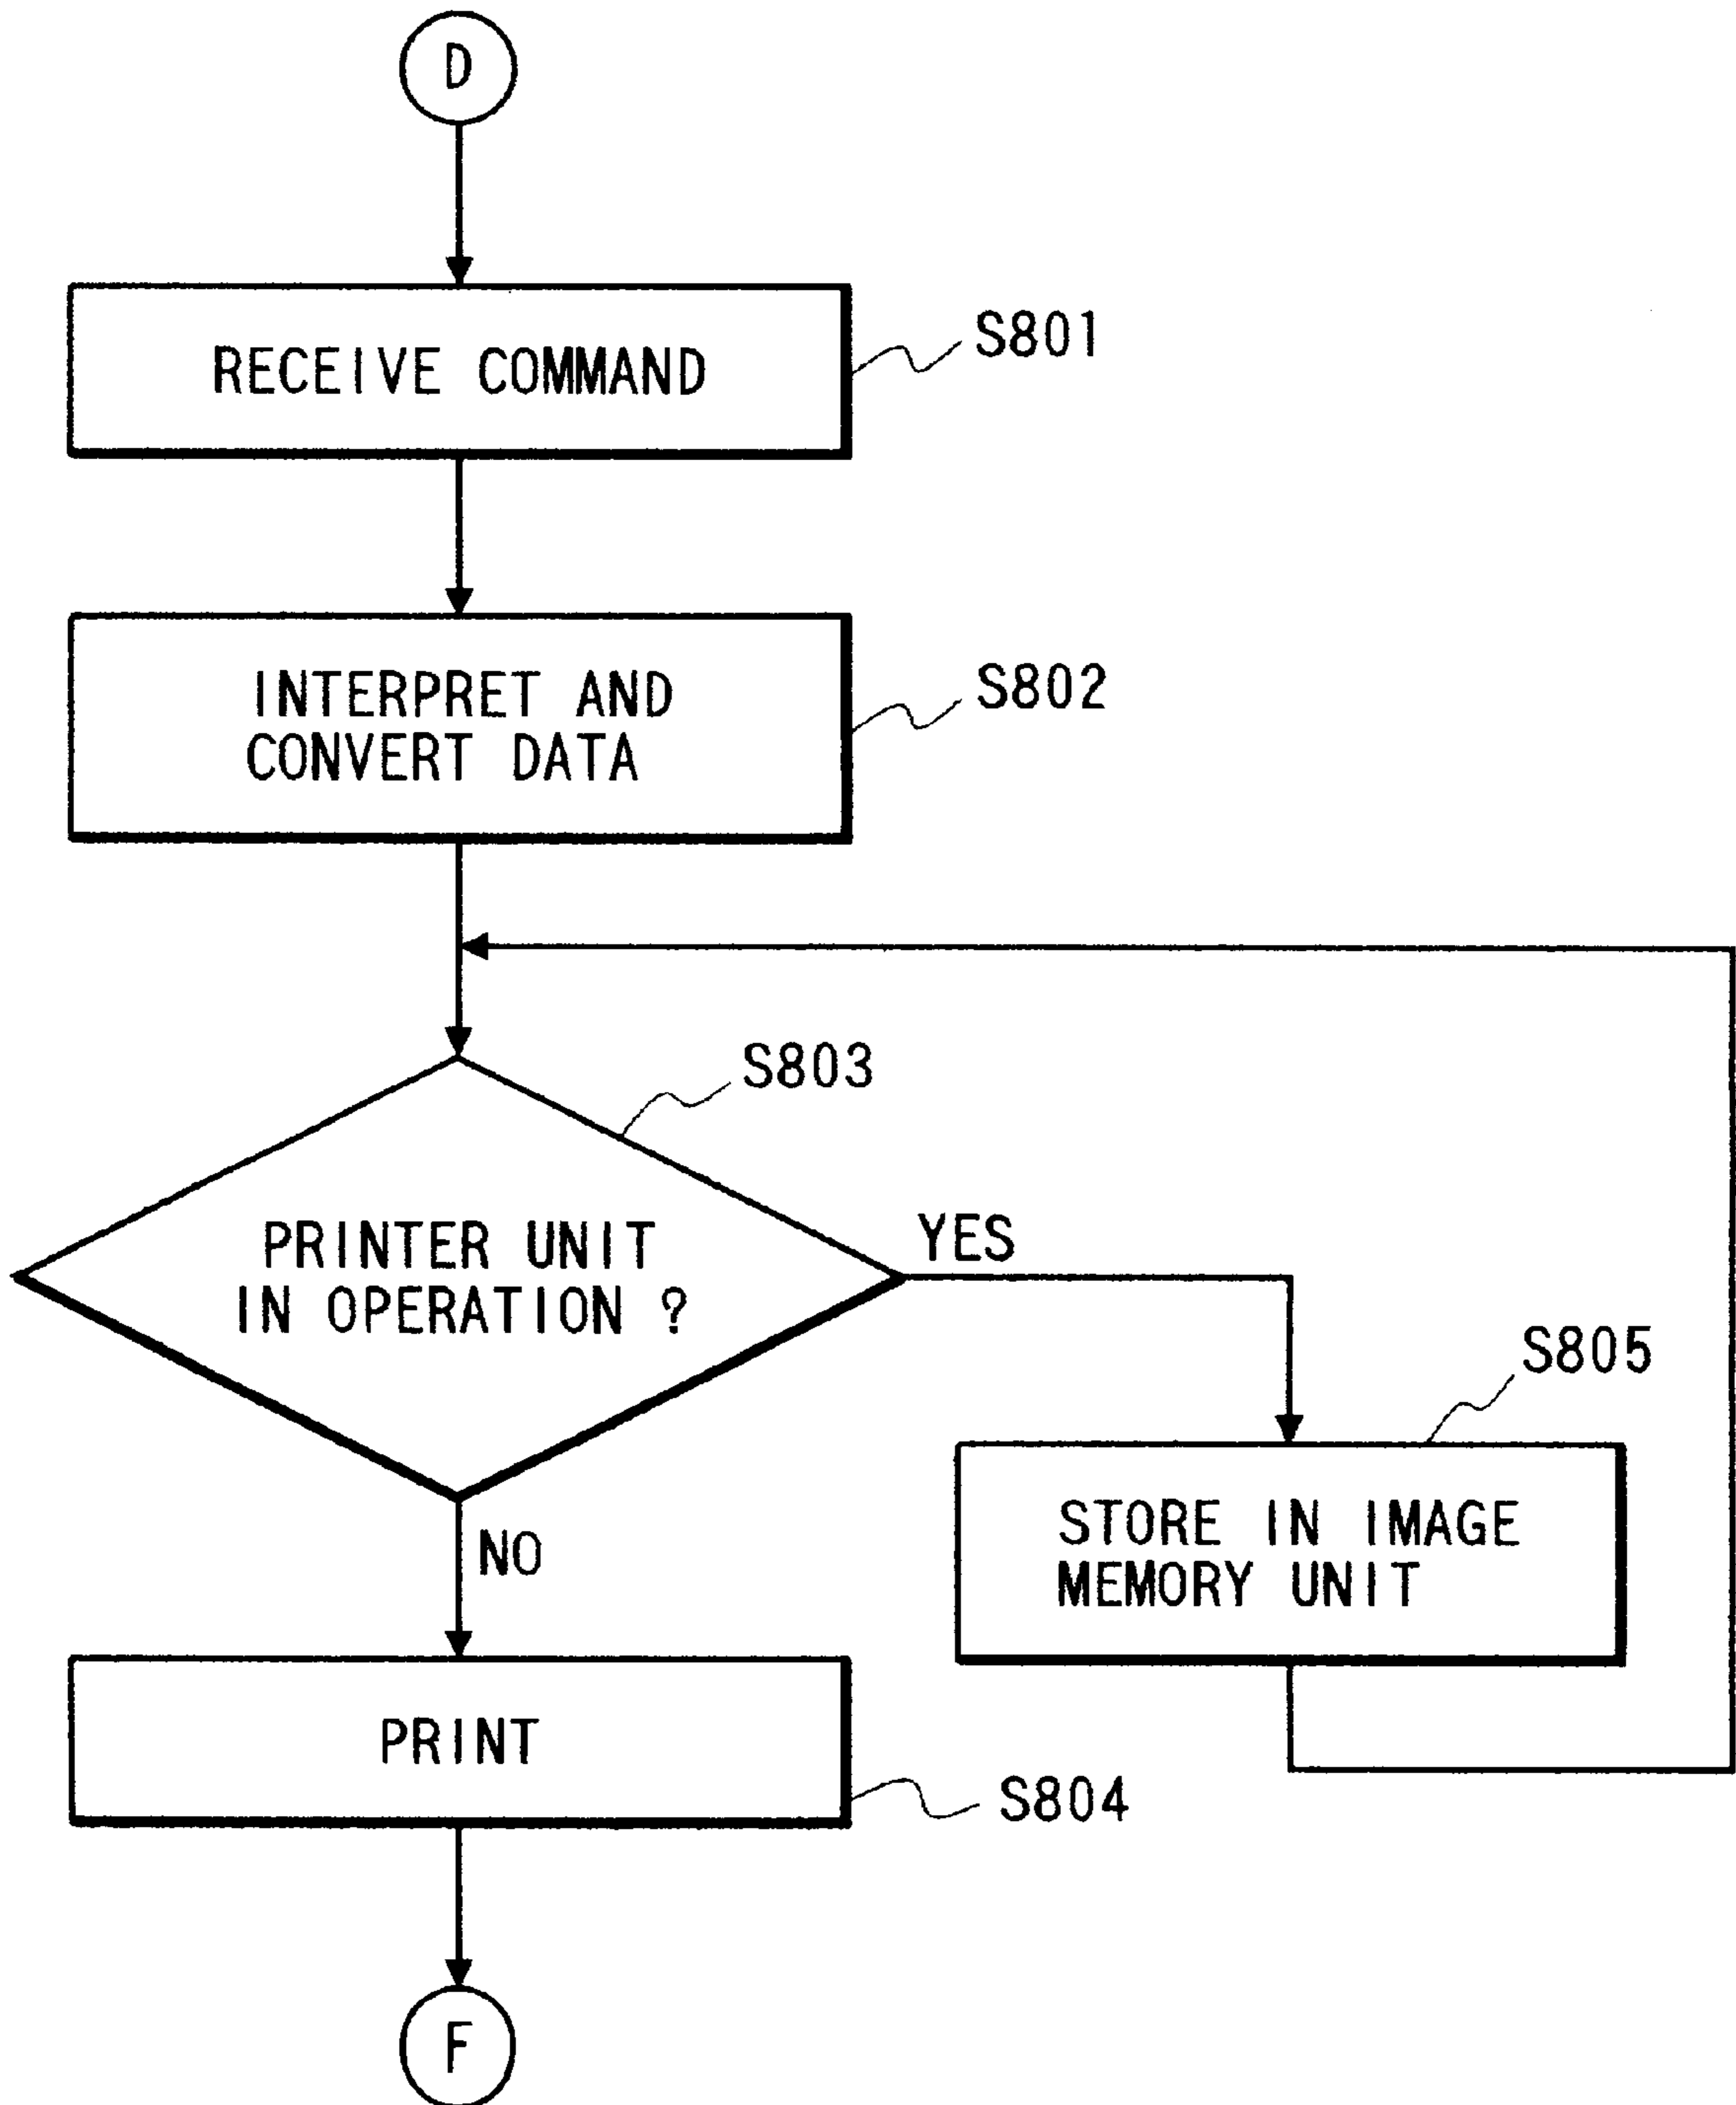 D
RECEIVE COMMAND
S801
INTERPRET AND
CONVERT DATA
S802
S803
PRINTER UNIT
IN OPERATION ?
YES
S805
STORE IN IMAGE
MEMORY UNIT
NO
PRINT
S804
F